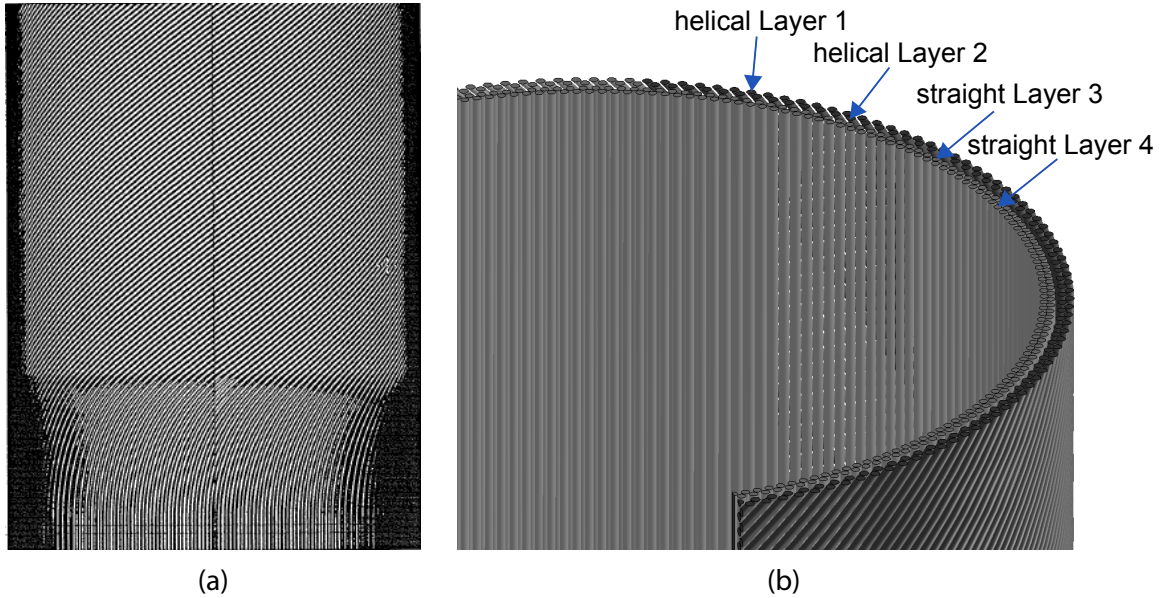 helical Layer 1
helical Layer 2
straight Layer 3
straight Layer 4
(a)
(b)